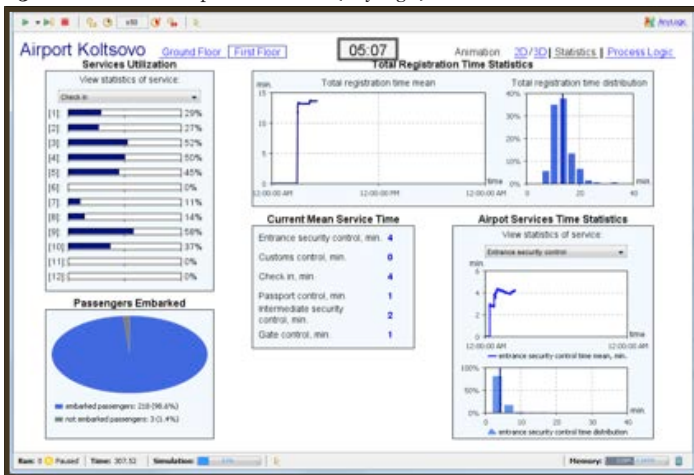 x10
AnyLogic
Airport Koltsovo
Ground Floor
First Floor
05:07
Animation 2D/3D | Statistics | Process Logic
Services Utilization
View statistics of service:
Check in
[1]: 29%
[2]: 27%
[3]: 52%
[4]: 50%
[5]: 45%
[6]: 0%
[7]: 11%
[8]: 14%
[9]: 58%
[10]: 37%
[11]: 0%
[12]: 0%
Passengers Embarked
embarked passengers: 218 (98.6%)
not embarked passengers: 3 (1.4%)
Total Registration Time Statistics
Total registration time mean
min.
15
10
5
0
12:00:00 AM 12:00:00 PM 12:00:00 AM
time
Total registration time distribution
40%
30%
20%
10%
0%
0 20 40
min.
Current Mean Service Time
Entrance security control, min. 4
Customs control, min. 0
Check in, min. 4
Passport control, min. 1
Intermediate security
control, min. 2
Gate control, min. 1
Airpot Services Time Statistics
View statistics of service:
Entrance security control
min.
6
4
2
0
time
12:00:00 AM 12:00:00 AM
entrance security control time mean, min.
100%
50%
0%
0 10 20 30
min.
entrance security control time distribution
Run: 0 Paused Time: 307.52 Simulation:
Memory: